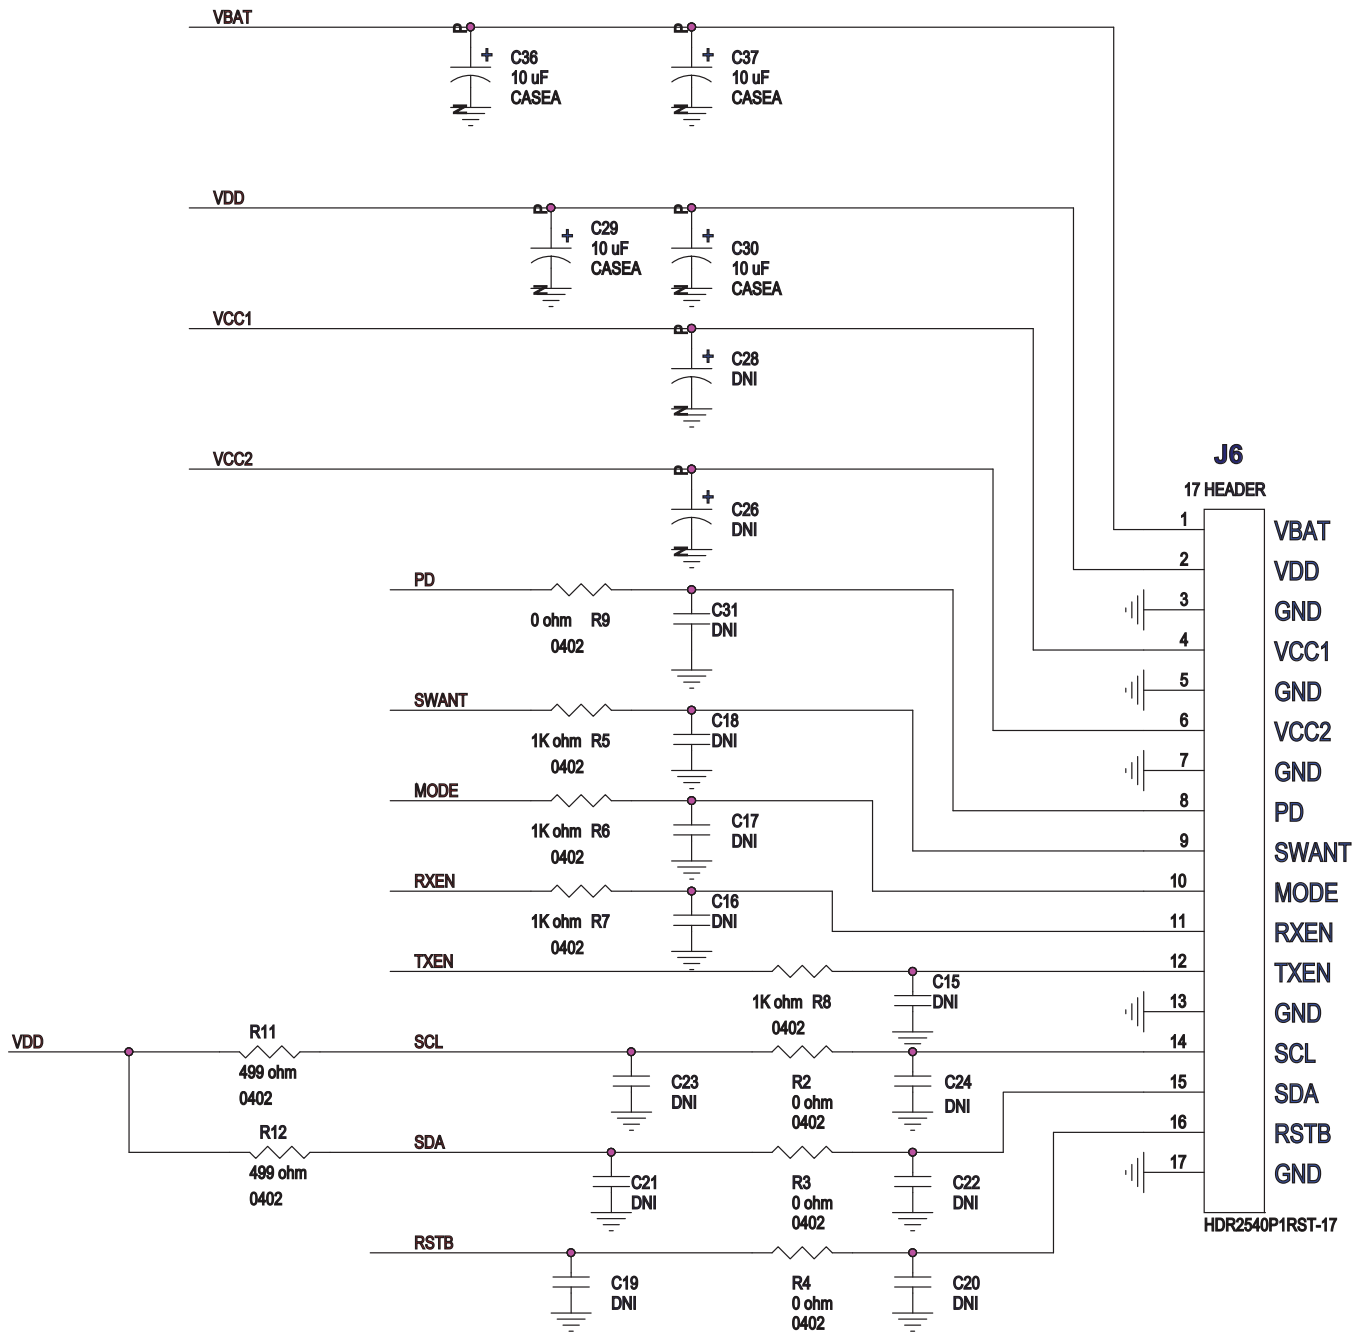 VBAT
P
+
C36
10 uF
CASEA
N
P
+
C37
10 uF
CASEA
N
VDD
P
+
C29
10 uF
CASEA
N
P
+
C30
10 uF
CASEA
N
VCC1
P
+
C28
DNI
N
VCC2
P
+
C26
DNI
N
PD
0 ohm R9
0402
C31
DNI
SWANT
1K ohm R5
0402
C18
DNI
MODE
1K ohm R6
0402
C17
DNI
RXEN
1K ohm R7
0402
C16
DNI
TXEN
1K ohm R8
0402
C15
DNI
VDD
R11
499 ohm
0402
SCL
C23
DNI
R2
0 ohm
0402
C24
DNI
R12
499 ohm
0402
SDA
C21
DNI
R3
0 ohm
0402
C22
DNI
RSTB
C19
DNI
R4
0 ohm
0402
C20
DNI
J6
17 HEADER
1 VBAT
2 VDD
3 GND
4 VCC1
5 GND
6 VCC2
7 GND
8 PD
9 SWANT
10 MODE
11 RXEN
12 TXEN
13 GND
14 SCL
15 SDA
16 RSTB
17 GND
HDR2540P1RST-17